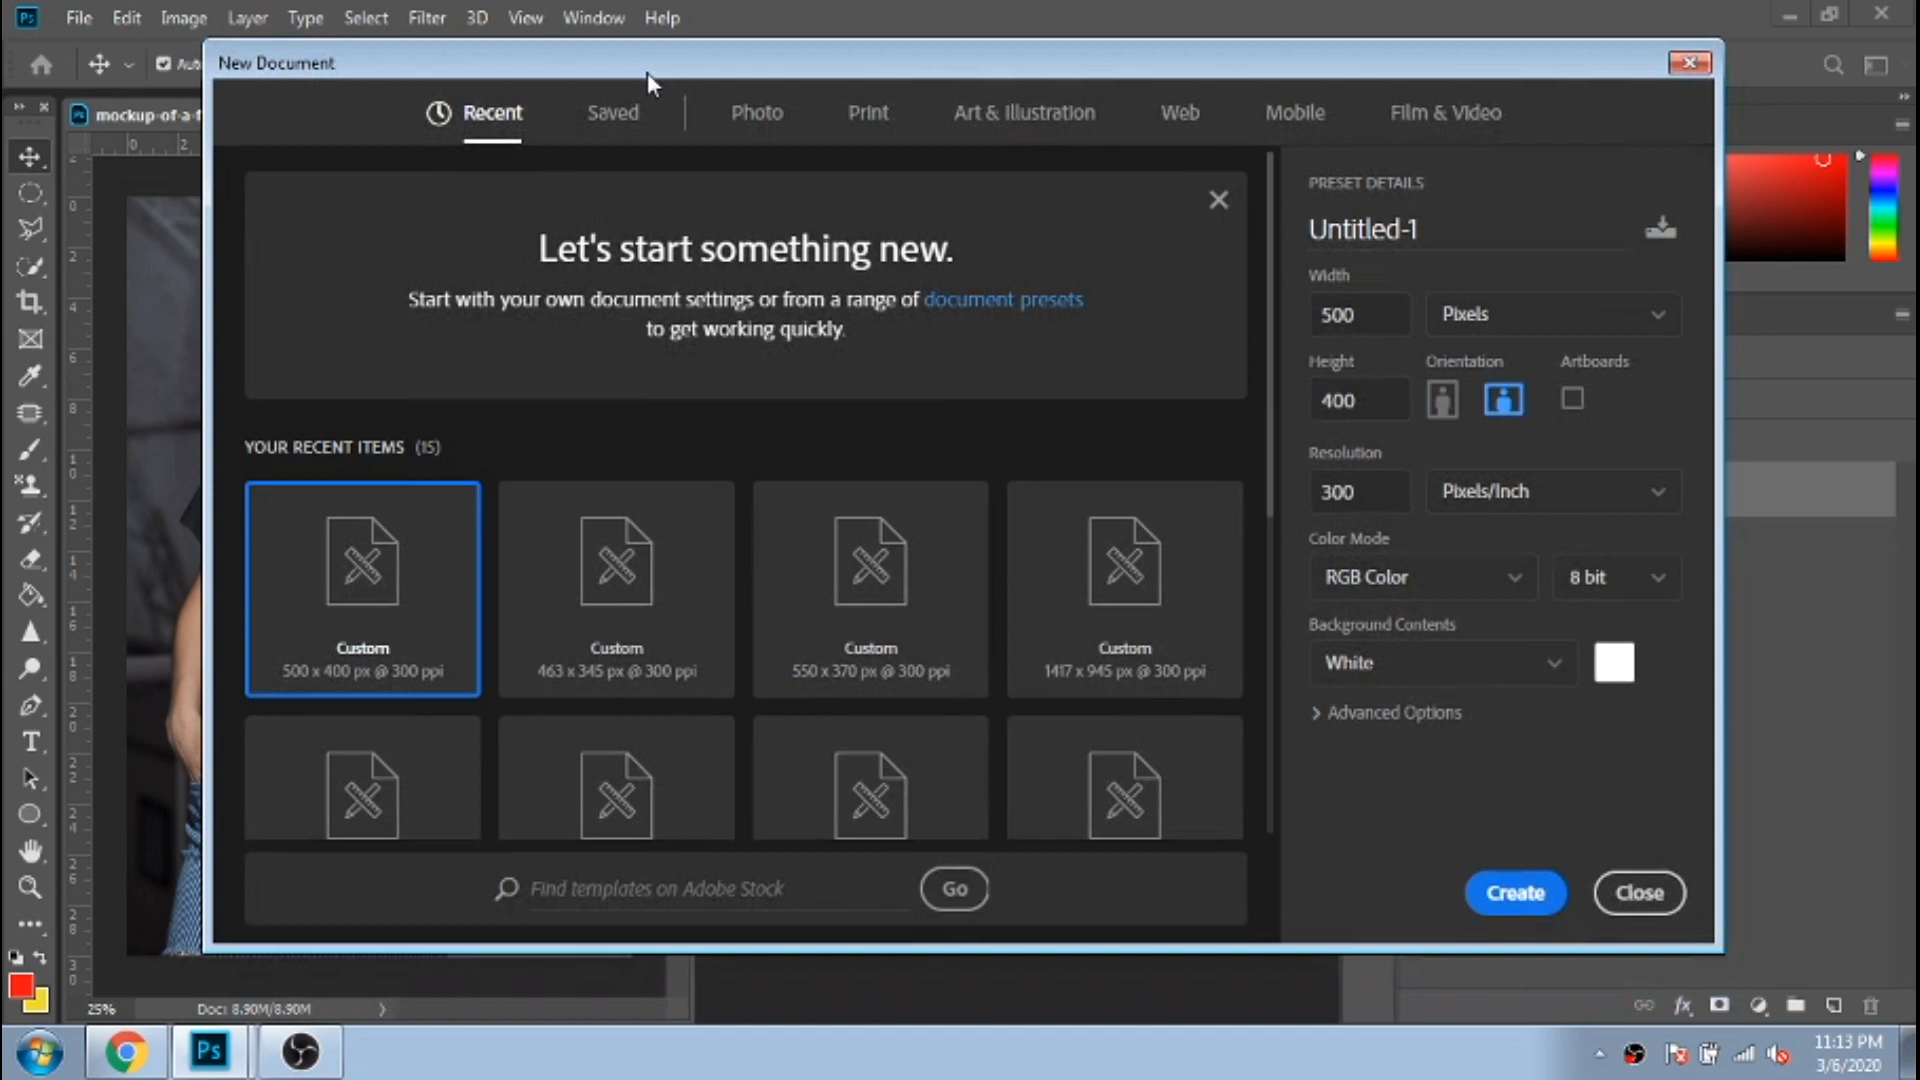 Ps File Edit Image Layer Type Select Filter 3D View Window Help
New Document
mockup-of-a-
Recent Saved Photo Print Art & Illustration Web Mobile Film & Video
Let's start something new.
Start with your own document settings or from a range of document presets
to get working quickly.
YOUR RECENT ITEMS (15)
Custom
500 x 400 px @ 300 ppi
Custom
463 x 345 px @ 300 ppi
Custom
550 x 370 px @ 300 ppi
Custom
1417 x 945 px @ 300 ppi
Find templates on Adobe Stock Go
PRESET DETAILS
Untitled-1
Width
500 Pixels
Height Orientation Artboards
400
Resolution
300 Pixels/Inch
Color Mode
RGB Color 8 bit
Background Contents
White
Advanced Options
Create Close
25% Doc: 8.90M/8.90M
Ps
11:13 PM
3/6/2020